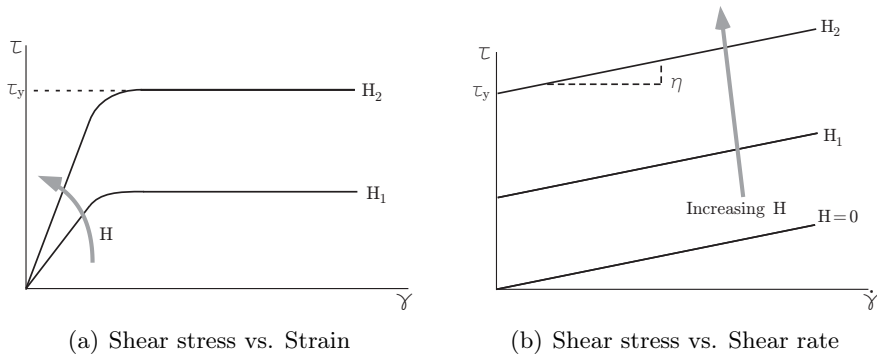 τ
τy
H2
H1
H
γ
(a) Shear stress vs. Strain
τ
τy
η
H2
H1
Increasing H
H=0
γ̇
(b) Shear stress vs. Shear rate